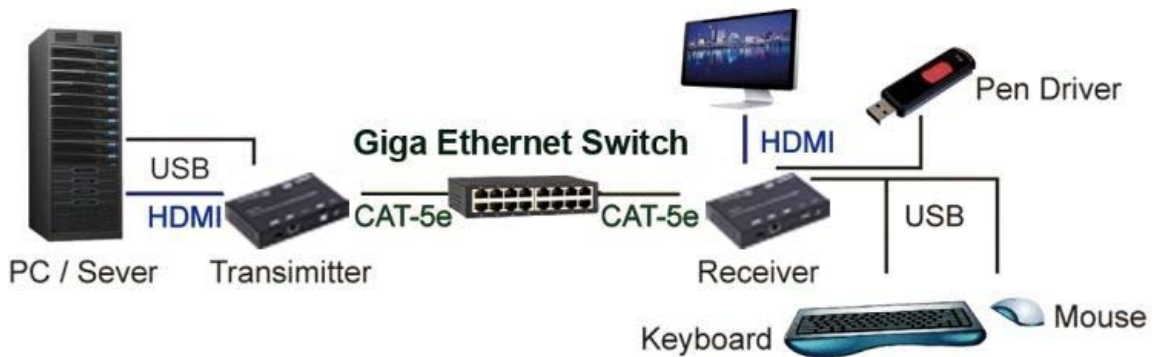 Pen Driver
Giga Ethernet Switch
HDMI
USB
HDMI
CAT-5e
CAT-5e
USB
PC / Sever
Transimitter
Receiver
Keyboard
Mouse